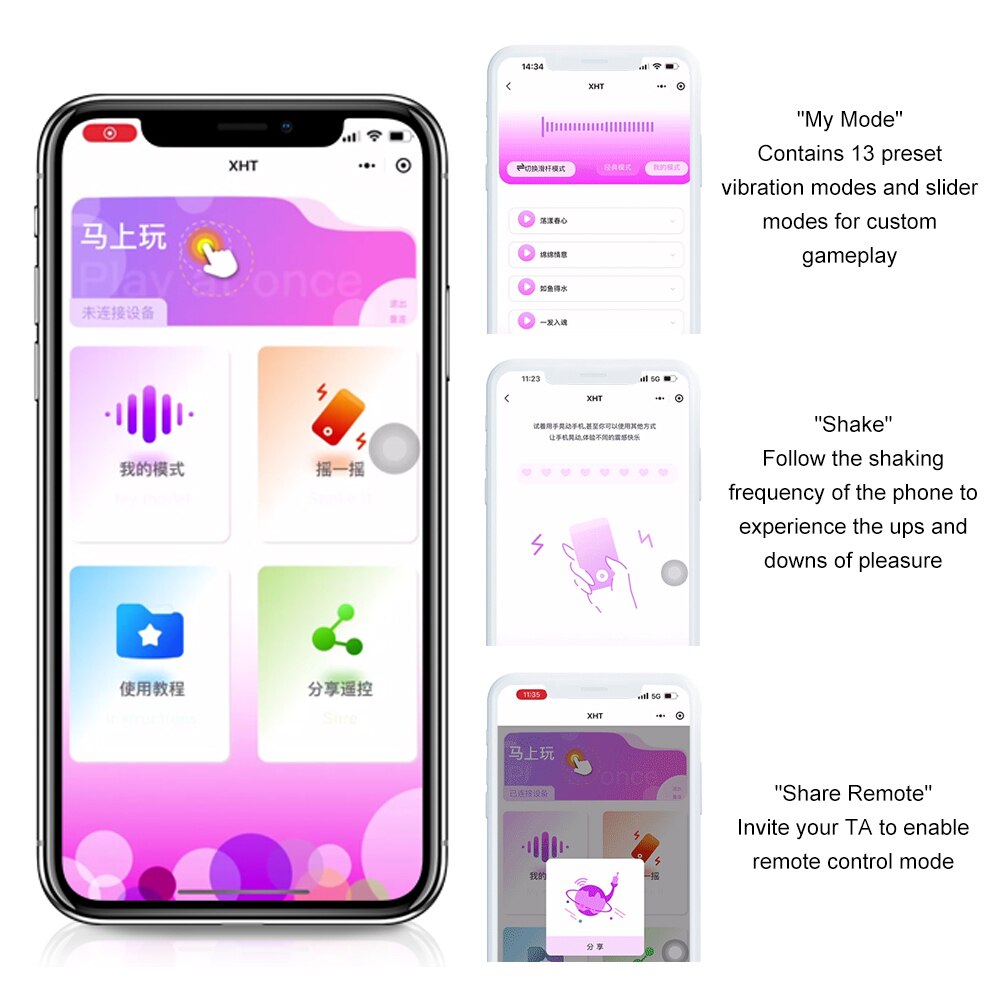 XHT
马上玩
Play at once
未连接设备
退出
重连
我的模式
摇一摇
使用教程
Instructions
分享遥控
14:34
XHT
切换滑杆模式
经典模式
我的模式
荡漾春心
绵绵情意
如鱼得水
一发入魂
"My Mode"
Contains 13 preset
vibration modes and slider
modes for custom
gameplay
11:23
5G
XHT
试着用手晃动手机,甚至你可以使用其他方式
让手机晃动,体验不同的震感快乐
"Shake"
Follow the shaking
frequency of the phone to
experience the ups and
downs of pleasure
11:35
5G
XHT
马上玩
once
已连接设备
我的
一摇
分享
"Share Remote"
Invite your TA to enable
remote control mode